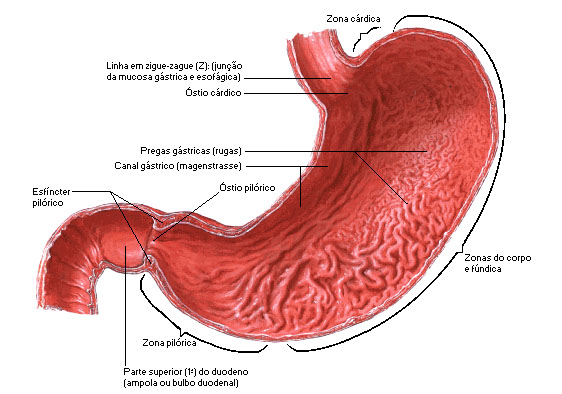 Zona cárdica
Linha em zigue-zague (Z): (junção
da mucosa gástrica e esofágica)
Óstio cárdico
Pregas gástricas (rugas)
Canal gástrico (magenstrasse)
Óstio pilórico
Esfíncter
pilórico
Zonas do corpo
e fúndica
Zona pilórica
Parte superior (1ª) do duodeno
(ampola ou bulbo duodenal)